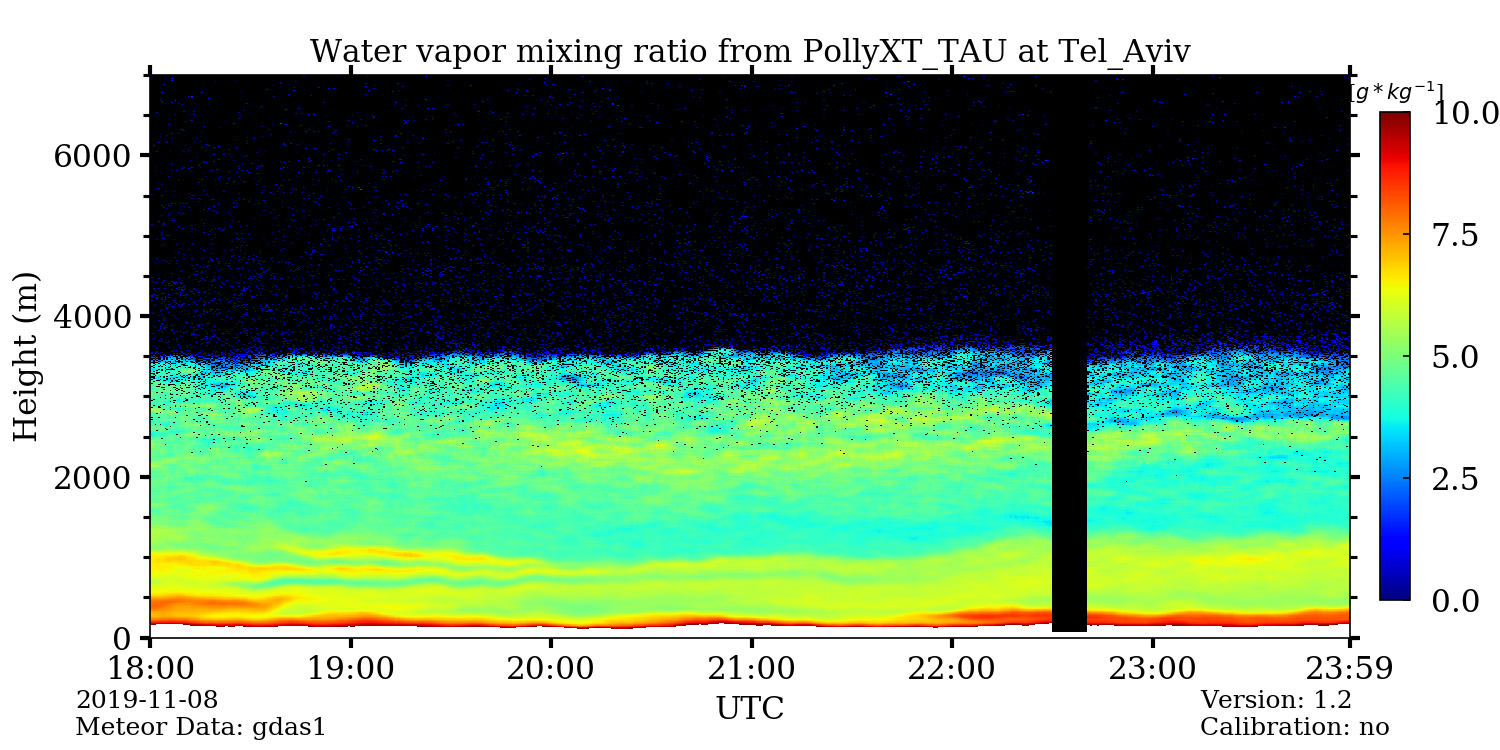 Water vapor mixing ratio from PollyXT_TAU at Tel_Aviv
[g*kg⁻¹]
10.0
7.5
5.0
2.5
0.0
Height (m)
6000
4000
2000
0
18:00 19:00 20:00 21:00 22:00 23:00 23:59
UTC
2019-11-08
Meteor Data: gdas1
Version: 1.2
Calibration: no